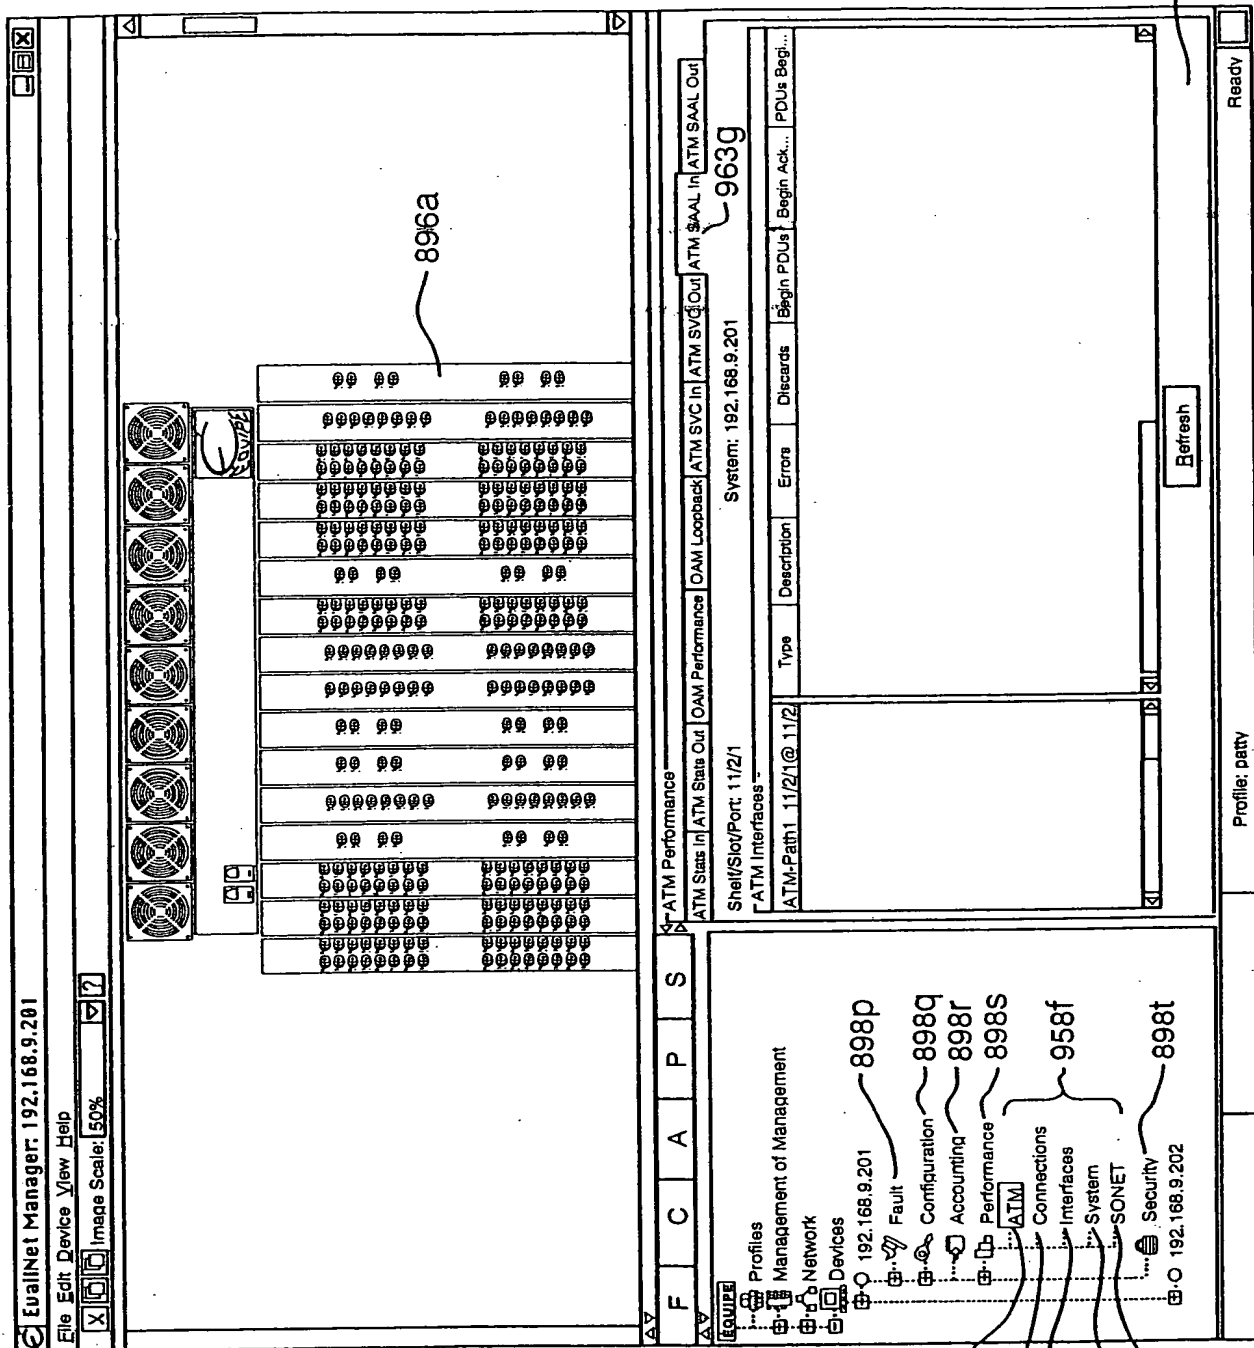 EualiNet Manager: 192.168.9.201
File Edit Device View Help
Image Scale: 50% ?
EQUIPE
896a
F C A P S
EQUIPE
Profiles
Management of Management
Network
Devices
192.168.9.201
Fault
898p
Configuration
898q
Accounting
898r
Performance
898s
ATM
Connections
Interfaces
System
SONET
958f
Security
898t
192.168.9.202
ATM Performance
ATM Stats In ATM Stats Out OAM Performance OAM Loopback ATM SVC In ATM SVC Out ATM SAAL In ATM SAAL Out
963g
Shelf/Slot/Port: 11/2/1 System: 192.168.9.201
ATM Interfaces
ATM-Path1_11/2/1@ 11/2
Type Description Errors Discards Begin PDUs Begin Ack... PDUs Begi...
Refresh
Profile: patty
Ready